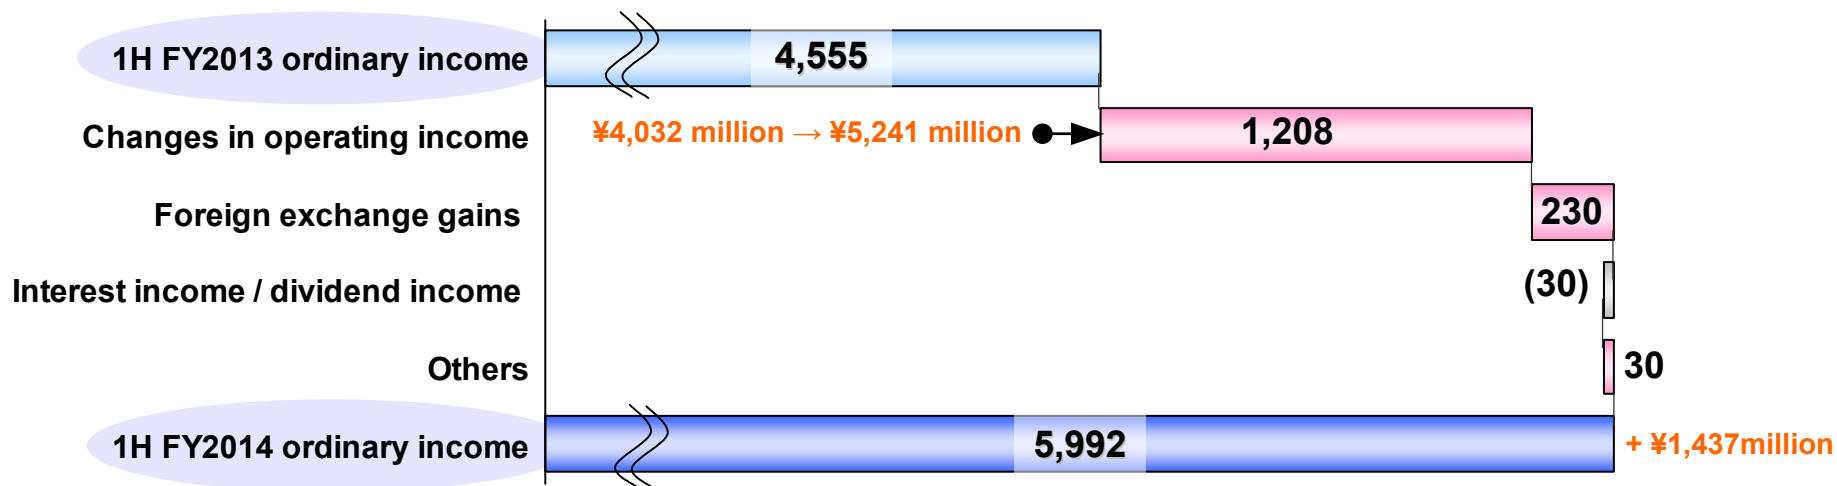 1H FY2013 ordinary income 4,555
Changes in operating income ¥4,032 million → ¥5,241 million 1,208
Foreign exchange gains 230
Interest income / dividend income (30)
Others 30
1H FY2014 ordinary income 5,992 + ¥1,437million